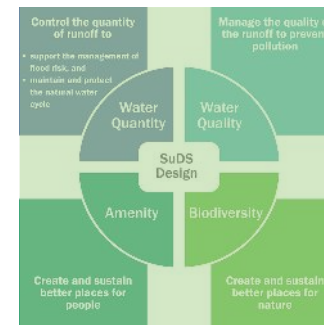 Control the quantity
of runoff to
• support the management of
flood risk, and
• maintain and protect
the natural water
cycle
Manage the quality of
the runoff to prevent
pollution
Water
Quantity
Water
Quality
SuDS
Design
Amenity
Biodiversity
Create and sustain
better places for
people
Create and sustain
better places for
nature